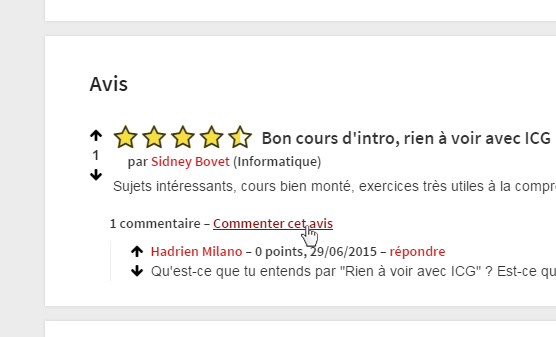 Avis
Bon cours d'intro, rien à voir avec ICG
1
par Sidney Bovet (Informatique)
Sujets intéressants, cours bien monté, exercices très utiles à la
1 commentaire – Commenter cet avis
Hadrien Milano – 0 points, 29/06/2015 – répondre
Qu'est-ce que tu entends par "Rien à voir avec ICG" ? Est-ce